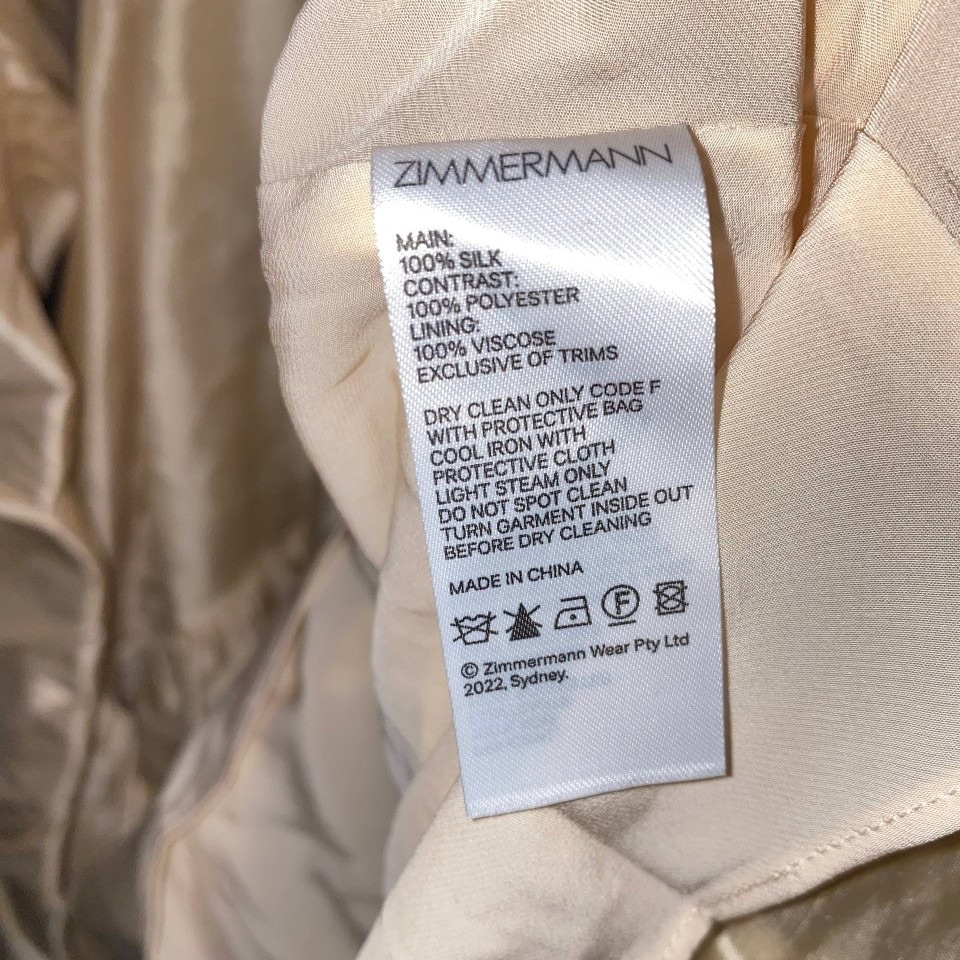 ZIMMERMANN
MAIN:
100% SILK
CONTRAST:
100% POLYESTER
LINING:
100% VISCOSE
EXCLUSIVE OF TRIMS
DRY CLEAN ONLY CODE F
WITH PROTECTIVE BAG
COOL IRON WITH
PROTECTIVE CLOTH
LIGHT STEAM ONLY
DO NOT SPOT CLEAN
TURN GARMENT INSIDE OUT
BEFORE DRY CLEANING
MADE IN CHINA
F
© Zimmermann Wear Pty Ltd
2022, Sydney.